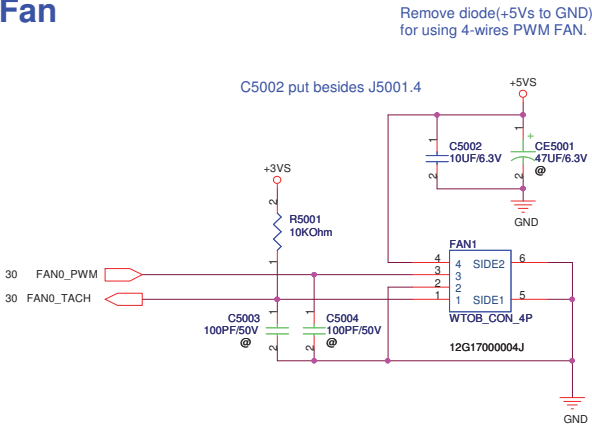 Fan
Remove diode(+5Vs to GND)
for using 4-wires PWM FAN.
C5002 put besides J5001.4
+5VS
1
C5002
10UF/6.3V
2
1
+
CE5001
47UF/6.3V
@
2
GND
+3VS
2
R5001
10KOhm
1
FAN1
4
3
2
1
4
3
2
1
SIDE2
SIDE1
6
5
WTOB_CON_4P
12G17000004J
30 FAN0_PWM
30 FAN0_TACH
C5003
100PF/50V
@
1
2
C5004
100PF/50V
@
1
2
GND